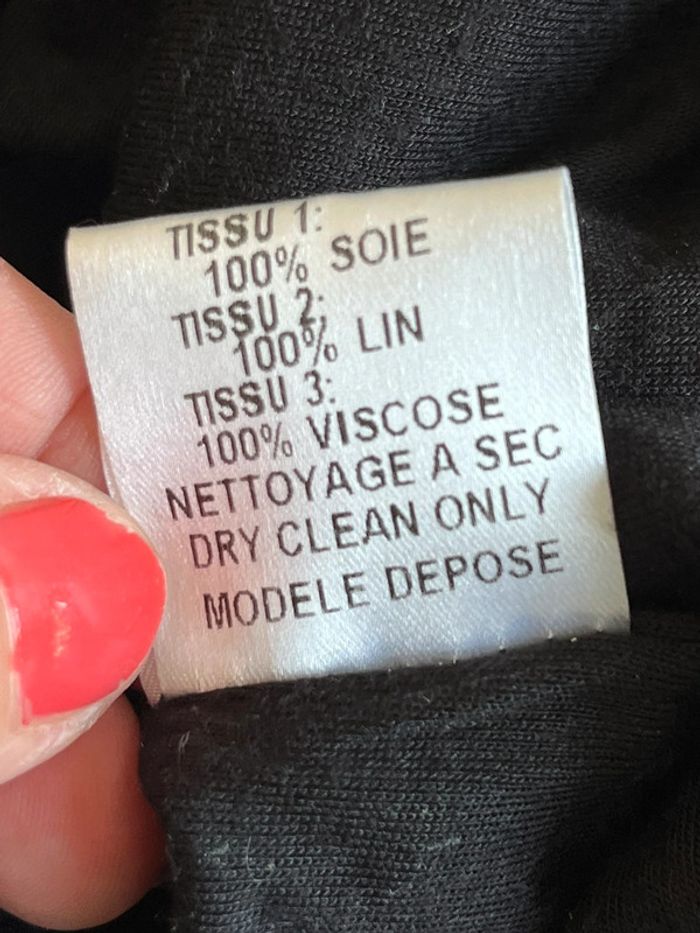 TISSU 1:
100% SOIE
TISSU 2:
100% LIN
TISSU 3:
100% VISCOSE
NETTOYAGE A SEC
DRY CLEAN ONLY
MODELE DEPOSE